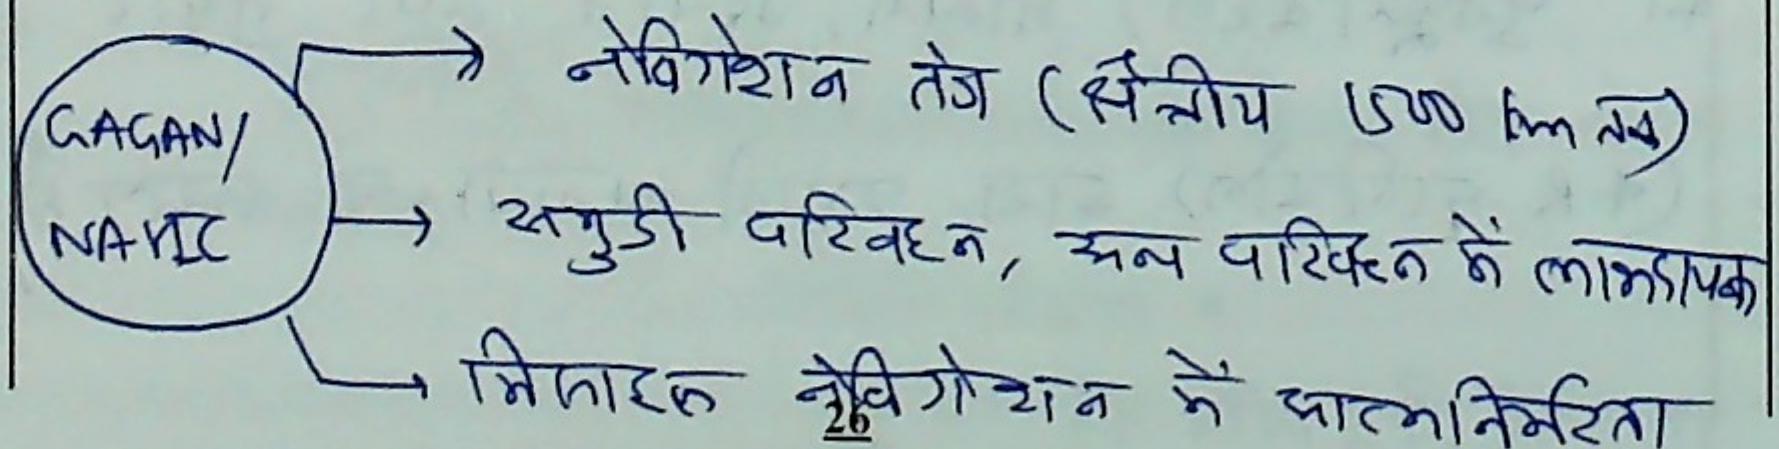 GAGAN/
NAVIC
→ नेविगेशन तंत्र (क्षेत्रीय 1500 km तक)
→ समुद्री परिवहन, अन्य परिवहन में लाभदायक
→ मिसाइल नेविगेशन में आत्मनिर्भरता
26